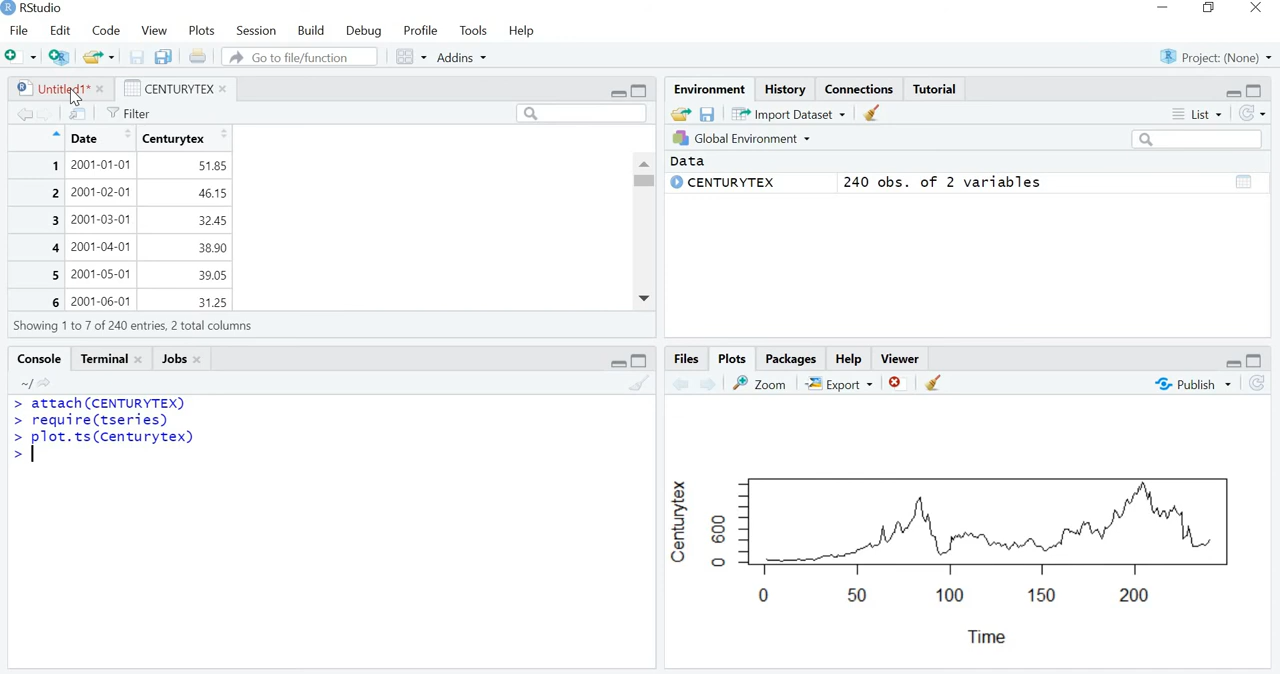 RStudio
File Edit Code View Plots Session Build Debug Profile Tools Help
Go to file/function Addins Project: (None)
Untitled1* CENTURYTEX
Filter
Date Centurytex
1 2001-01-01 51.85
2 2001-02-01 46.15
3 2001-03-01 32.45
4 2001-04-01 38.90
5 2001-05-01 39.05
6 2001-06-01 31.25
Showing 1 to 7 of 240 entries, 2 total columns
Environment History Connections Tutorial
Import Dataset List
Global Environment
Data
CENTURYTEX 240 obs. of 2 variables
Console Terminal Jobs
~/
> attach(CENTURYTEX)
> require(tseries)
> plot.ts(Centurytex)
>
Files Plots Packages Help Viewer
Zoom Export Publish
Centurytex
600
0
0 50 100 150 200
Time